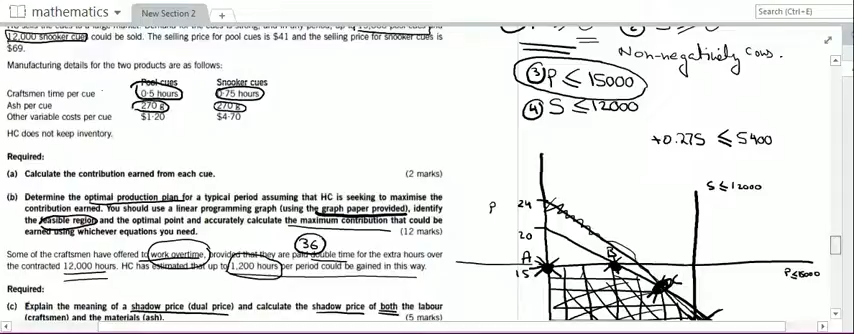 mathematics
New Section 2
Search (Ctrl+E)
12,000 snooker cues could be sold. The selling price for pool cues is $41 and the selling price for snooker cues is
$69.
Manufacturing details for the two products are as follows:
Pool cues Snooker cues
Craftsmen time per cue 0·5 hours 0·75 hours
Ash per cue 270 g 270 g
Other variable costs per cue $1·20 $4·70
HC does not keep inventory.
Required:
(a) Calculate the contribution earned from each cue. (2 marks)
(b) Determine the optimal production plan for a typical period assuming that HC is seeking to maximise the
contribution earned. You should use a linear programming graph (using the graph paper provided), identify
the feasible region and the optimal point and accurately calculate the maximum contribution that could be
earned using whichever equations you need. (12 marks)
36
Some of the craftsmen have offered to work overtime, provided that they are paid double time for the extra hours over
the contracted 12,000 hours. HC has estimated that up to 1,200 hours per period could be gained in this way.
Required:
(c) Explain the meaning of a shadow price (dual price) and calculate the shadow price of both the labour
(craftsmen) and the materials (ash). (5 marks)
Non-negatively Cons.
③ P ≤ 15000
④ S ≤ 12000
+0.27S ≤ 5400
S ≤ 12000
P
24
20
A
B
15
P ≤ 15000